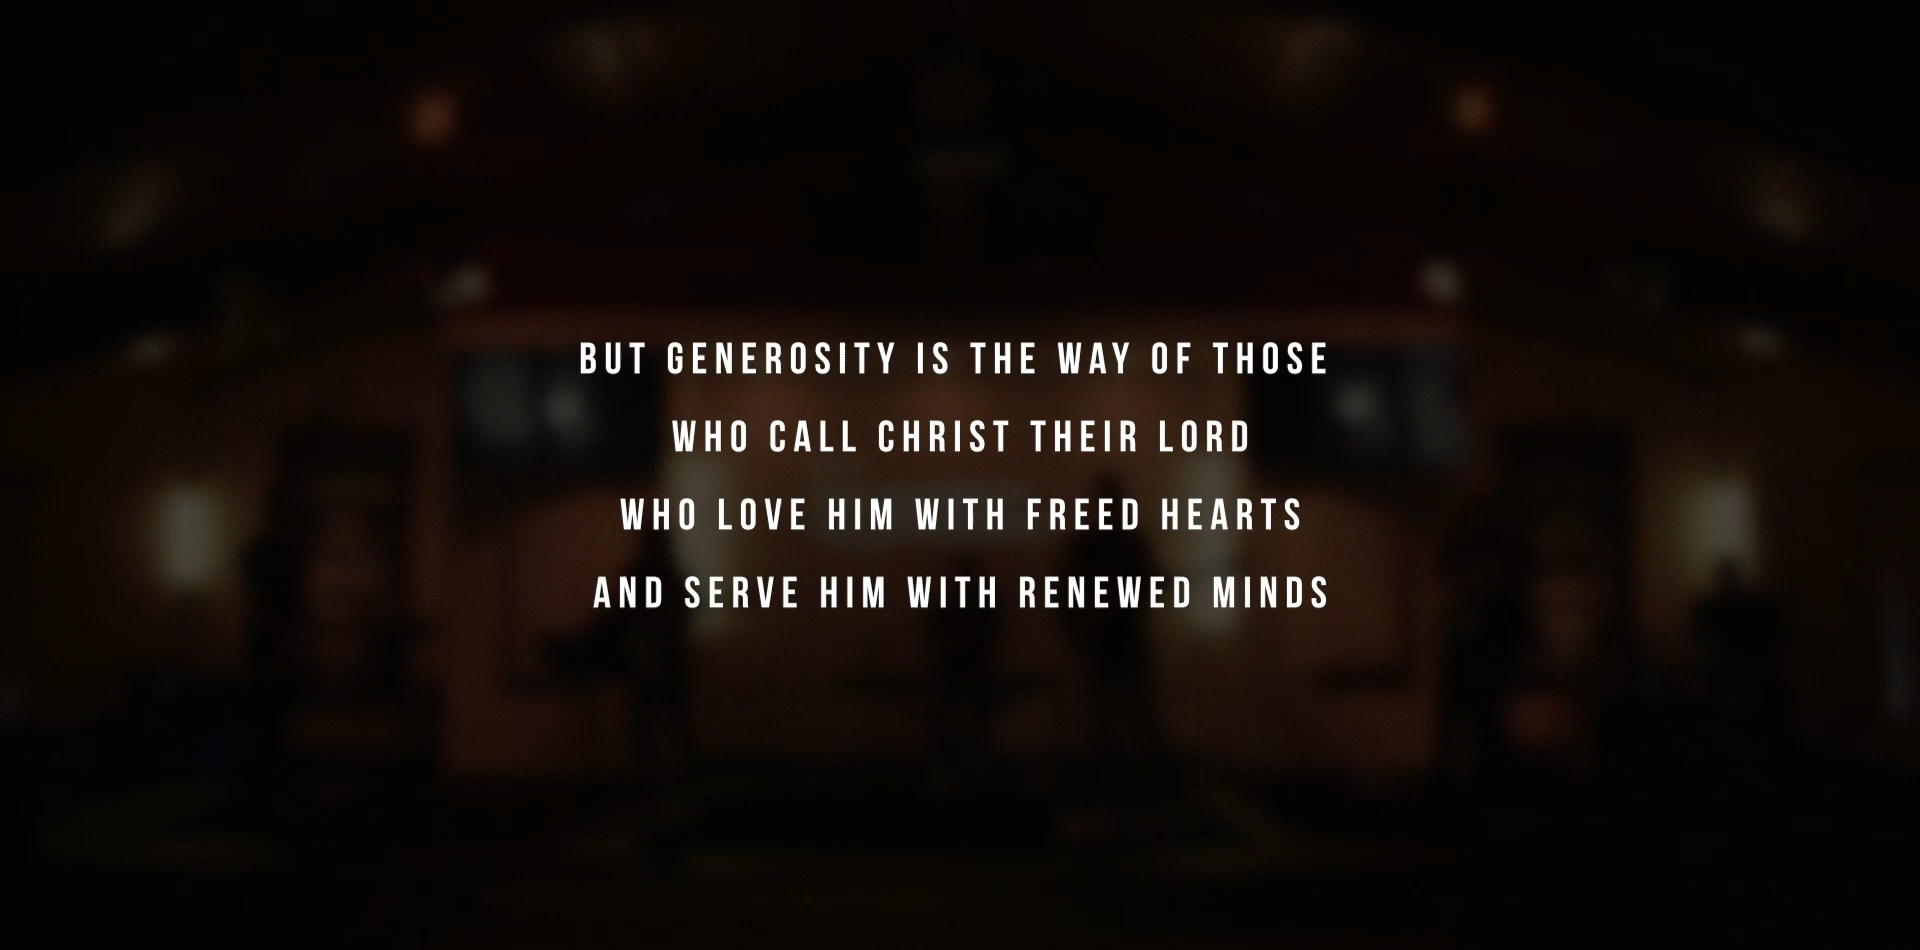 BUT GENEROSITY IS THE WAY OF THOSE
WHO CALL CHRIST THEIR LORD
WHO LOVE HIM WITH FREED HEARTS
AND SERVE HIM WITH RENEWED MINDS